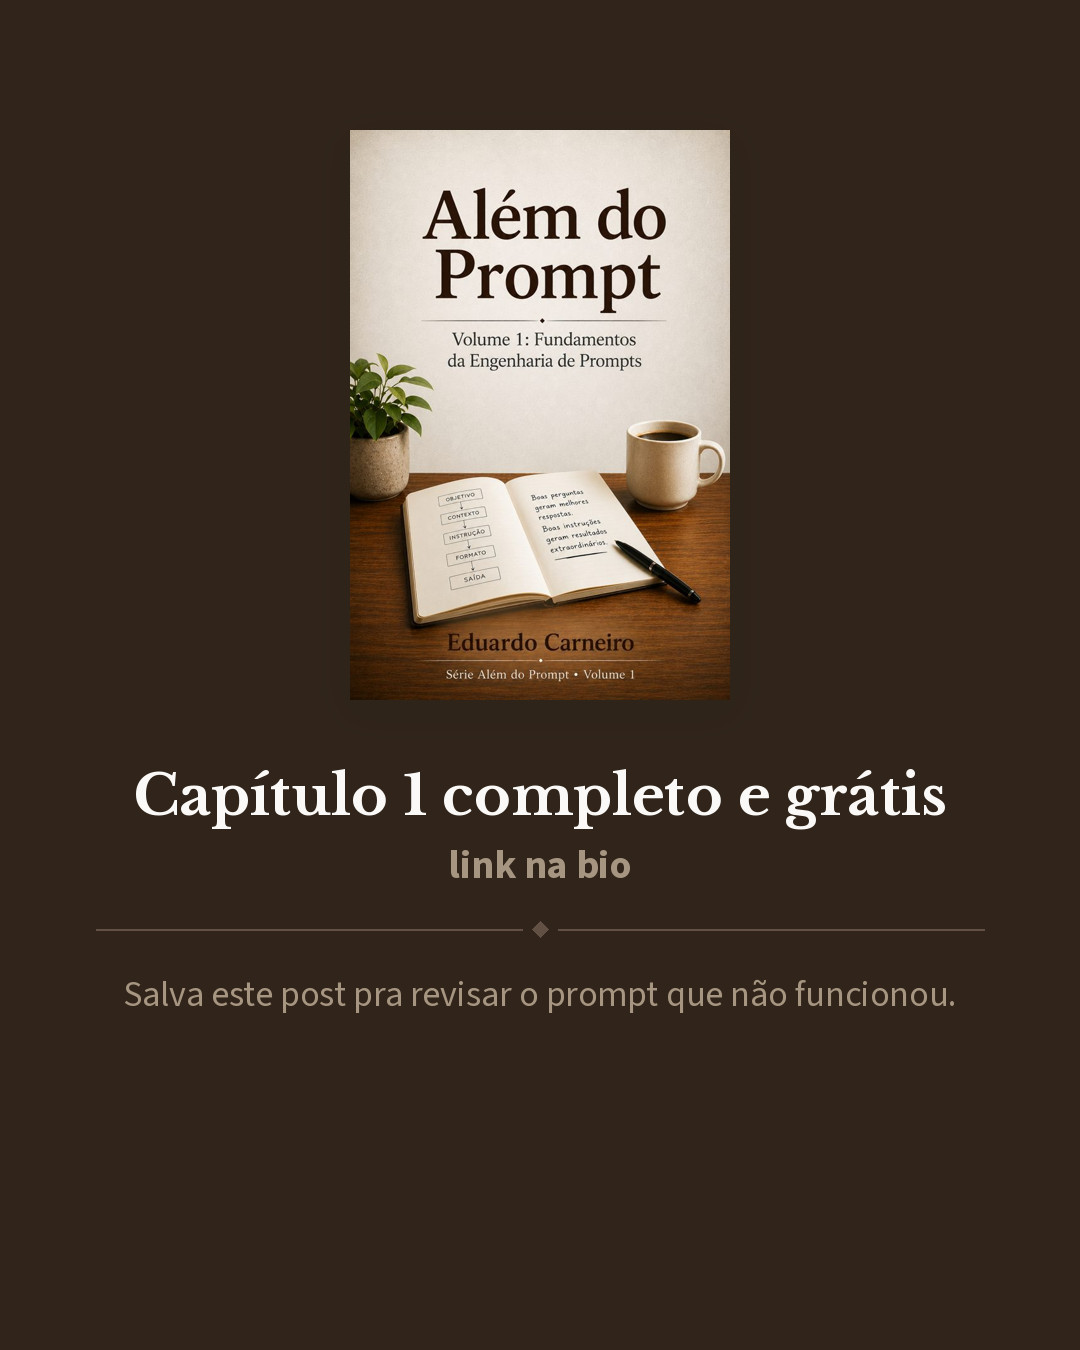 Além do
Prompt
Volume 1: Fundamentos
da Engenharia de Prompts
OBJETIVO
CONTEXTO
INSTRUÇÃO
FORMATO
SAÍDA
Boas perguntas
geram melhores
respostas.
Boas instruções
geram resultados
extraordinários.
Eduardo Carneiro
Série Além do Prompt • Volume 1
Capítulo 1 completo e grátis
link na bio
Salva este post pra revisar o prompt que não funcionou.